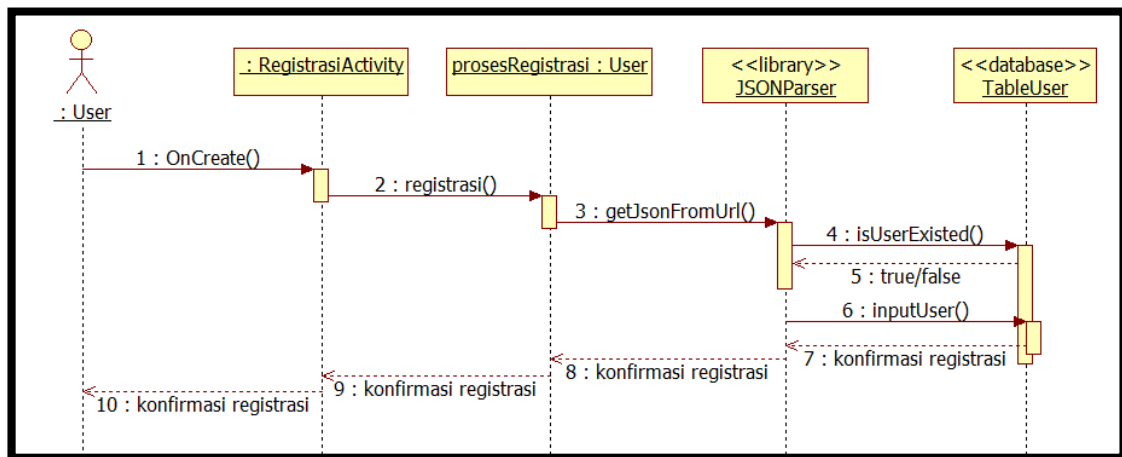 : User
: RegistrasiActivity
prosesRegistrasi : User
<<library>>
JSONParser
<<database>>
TableUser
1 : OnCreate()
2 : registrasi()
3 : getJsonFromUrl()
4 : isUserExisted()
5 : true/false
6 : inputUser()
7 : konfirmasi registrasi
8 : konfirmasi registrasi
9 : konfirmasi registrasi
10 : konfirmasi registrasi